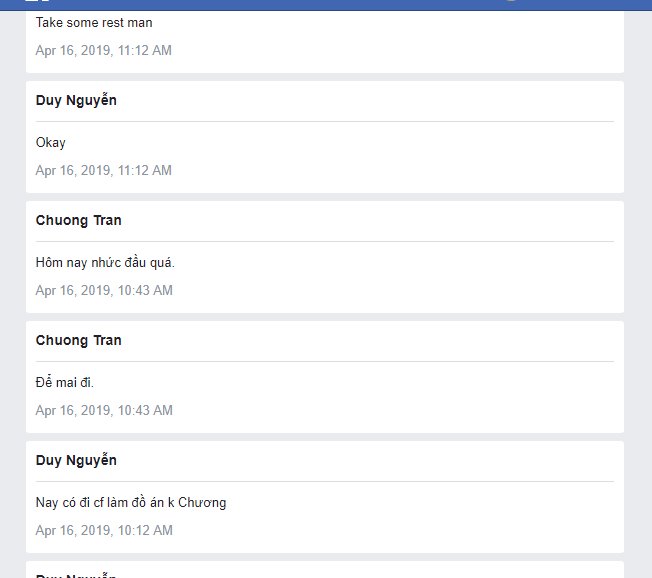 Take some rest man
Apr 16, 2019, 11:12 AM
Duy Nguyễn
Okay
Apr 16, 2019, 11:12 AM
Chuong Tran
Hôm nay nhức đầu quá.
Apr 16, 2019, 10:43 AM
Chuong Tran
Để mai đi.
Apr 16, 2019, 10:43 AM
Duy Nguyễn
Nay có đi cf làm đồ án k Chương
Apr 16, 2019, 10:12 AM
Duy Nguyễn